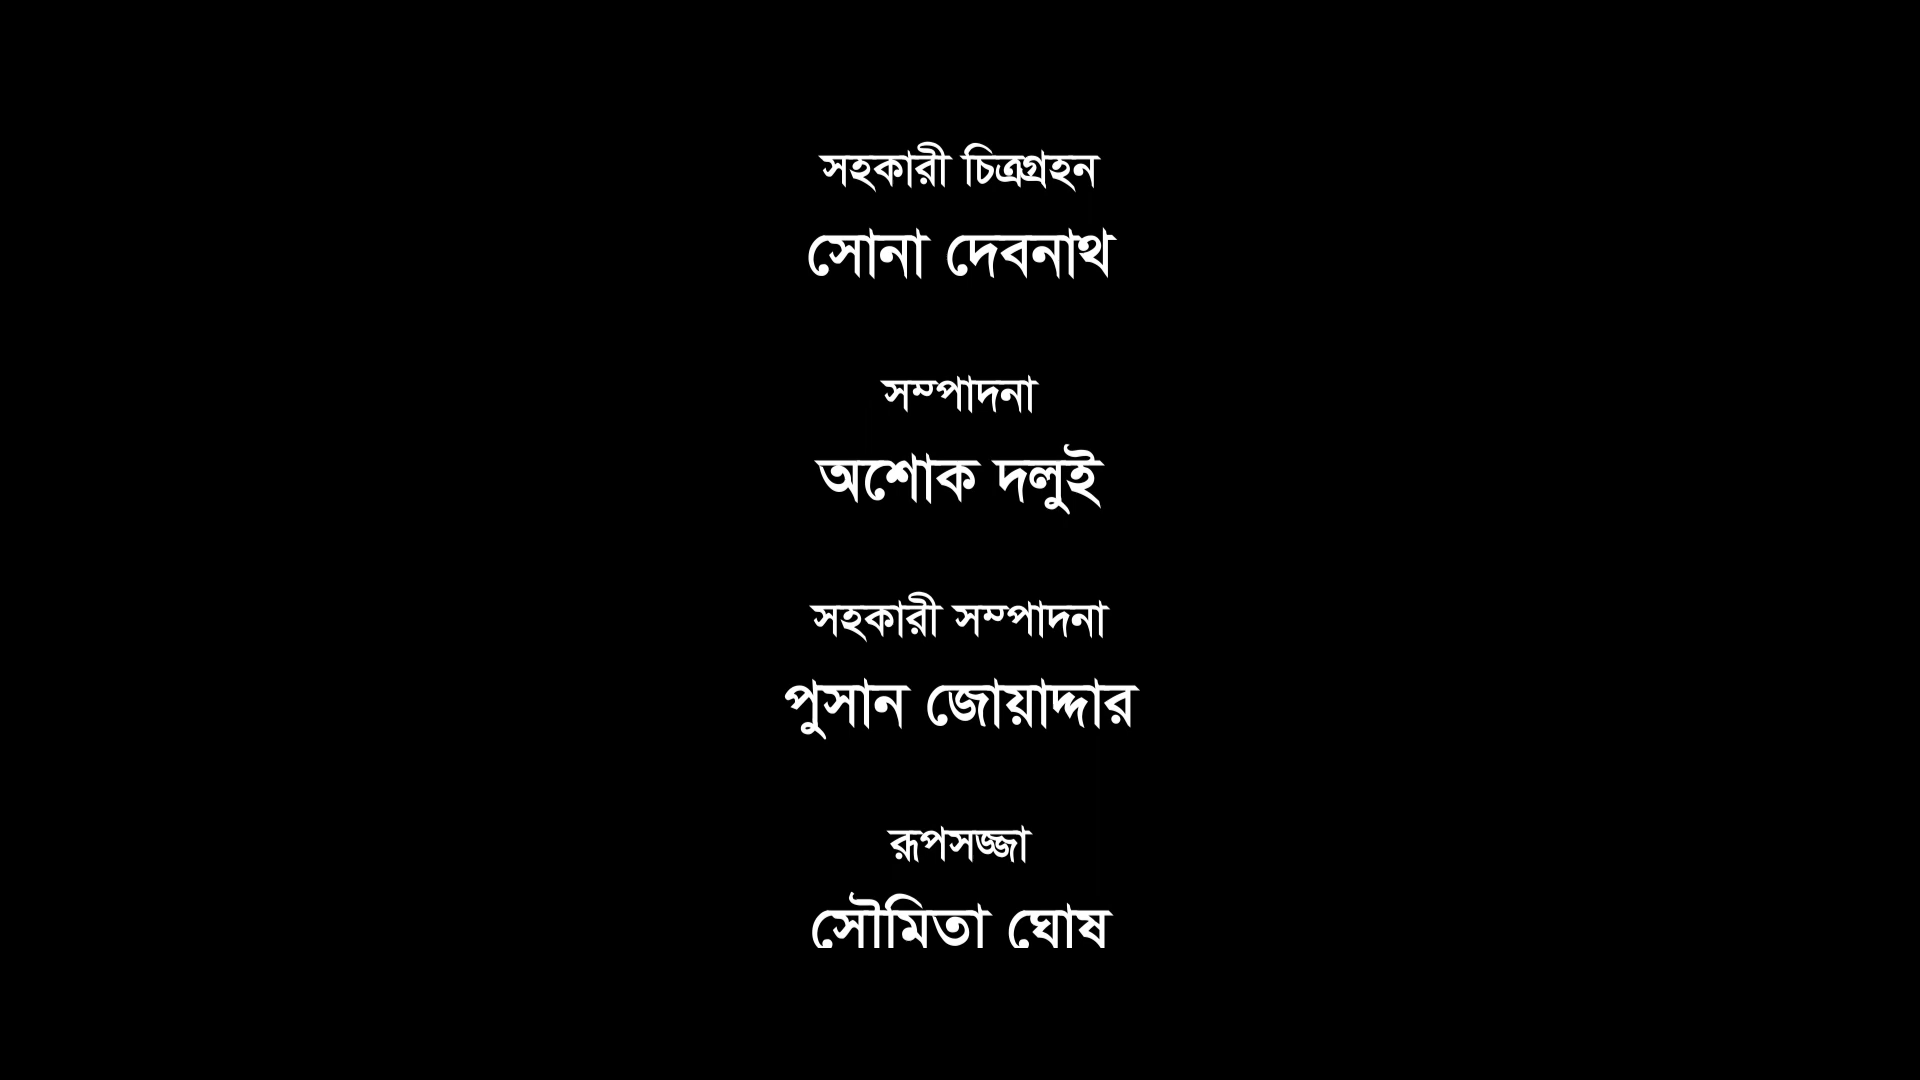 সহকারী চিত্রগ্রহন
সোনা দেবনাথ
সম্পাদনা
অশোক দলুই
সহকারী সম্পাদনা
পুসান জোয়াদ্দার
রূপসজ্জা
সৌমিতা ঘোষ